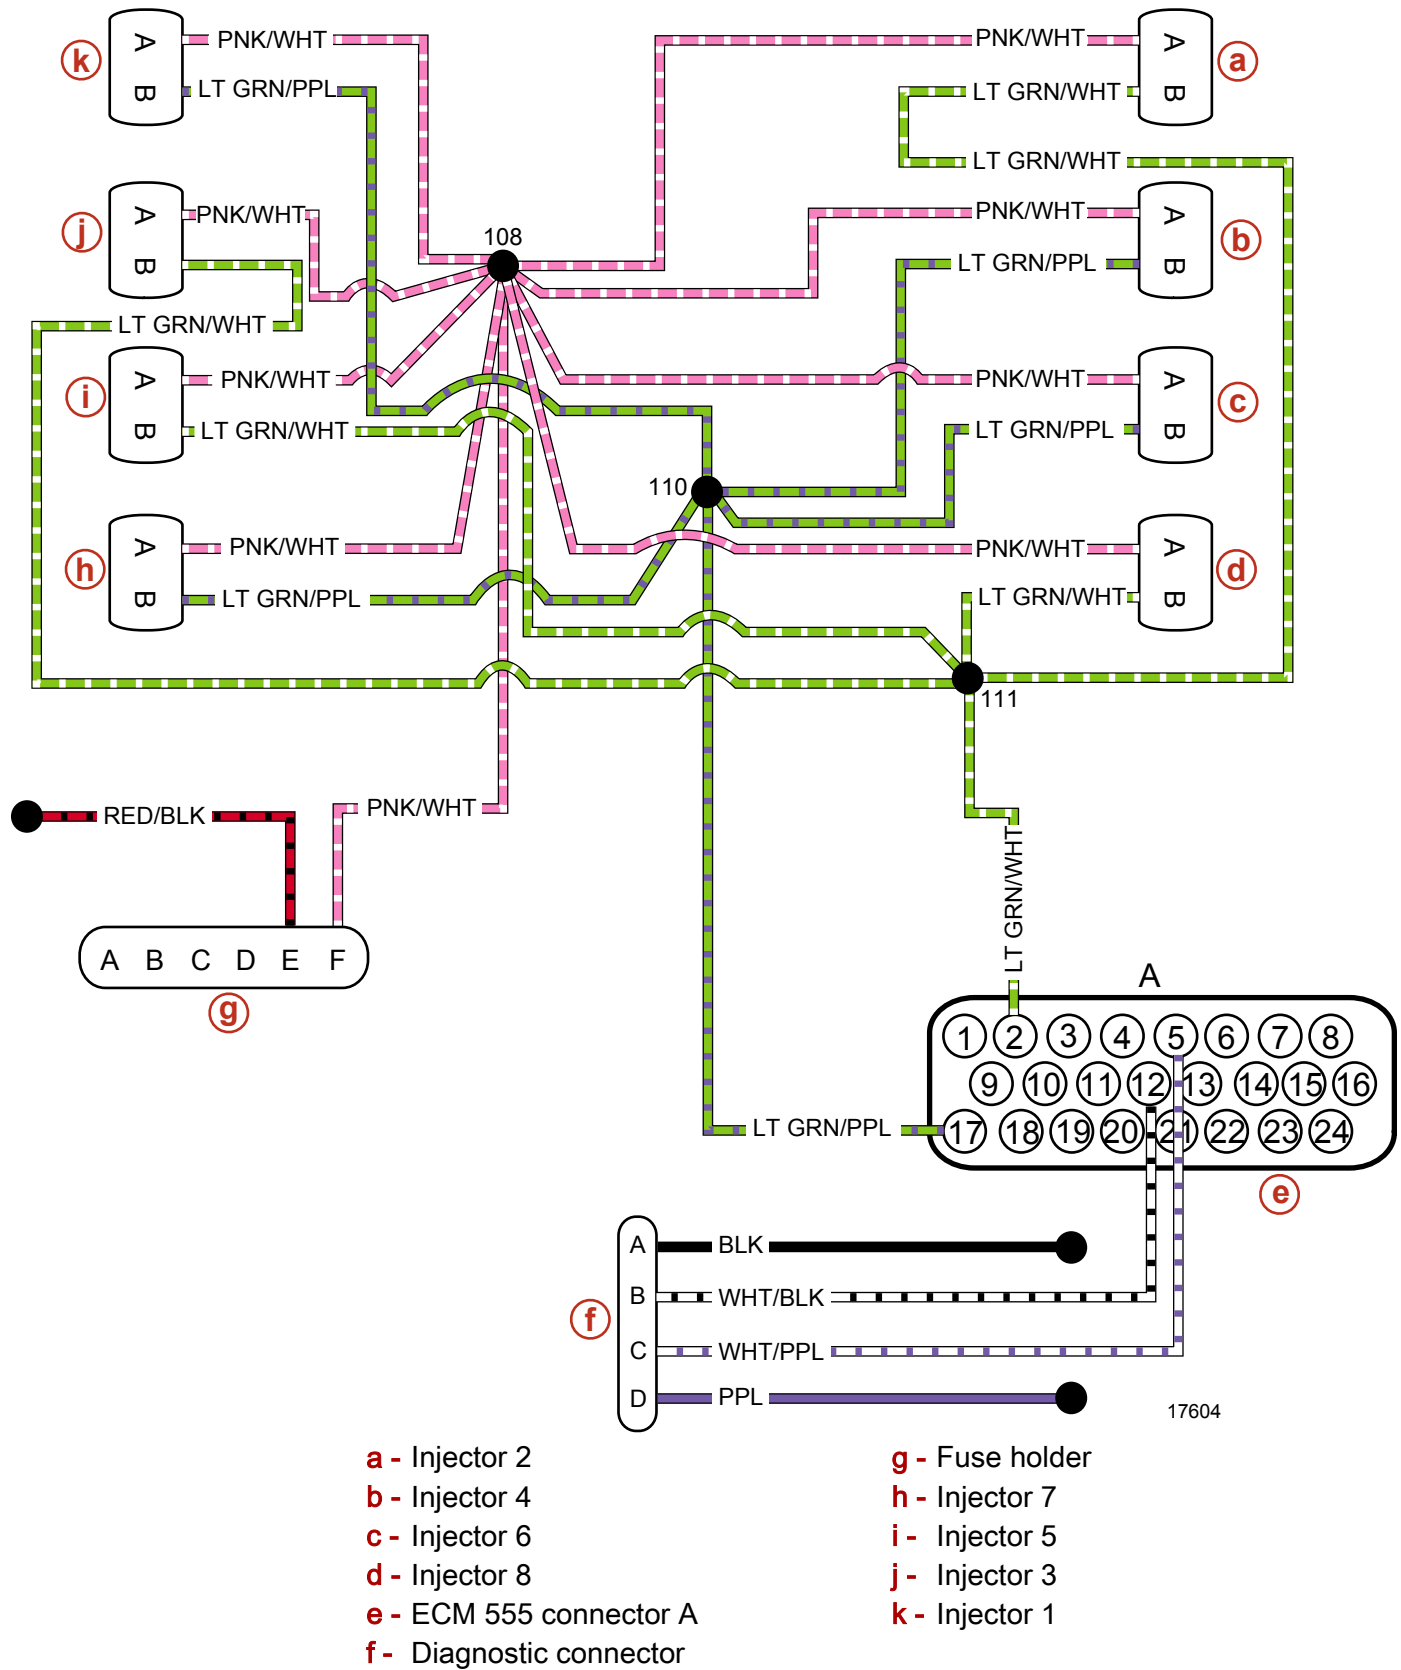 A PNK/WHT PNK/WHT A
k a
B LT GRN/PPL LT GRN/WHT B
LT GRN/WHT
A PNK/WHT PNK/WHT A
j 108 b
B LT GRN/PPL B
LT GRN/WHT
A PNK/WHT PNK/WHT A
i c
B LT GRN/WHT LT GRN/PPL B
110
A PNK/WHT PNK/WHT A
h d
B LT GRN/PPL LT GRN/WHT B
111
RED/BLK PNK/WHT
LT GRN/WHT
A B C D E F
g
A
1 2 3 4 5 6 7 8
9 10 11 12 13 14 15 16
LT GRN/PPL 17 18 19 20 21 22 23 24
e
A BLK
B WHT/BLK
f
C WHT/PPL
D PPL
17604
a - Injector 2
b - Injector 4
c - Injector 6
d - Injector 8
e - ECM 555 connector A
f - Diagnostic connector
g - Fuse holder
h - Injector 7
i - Injector 5
j - Injector 3
k - Injector 1